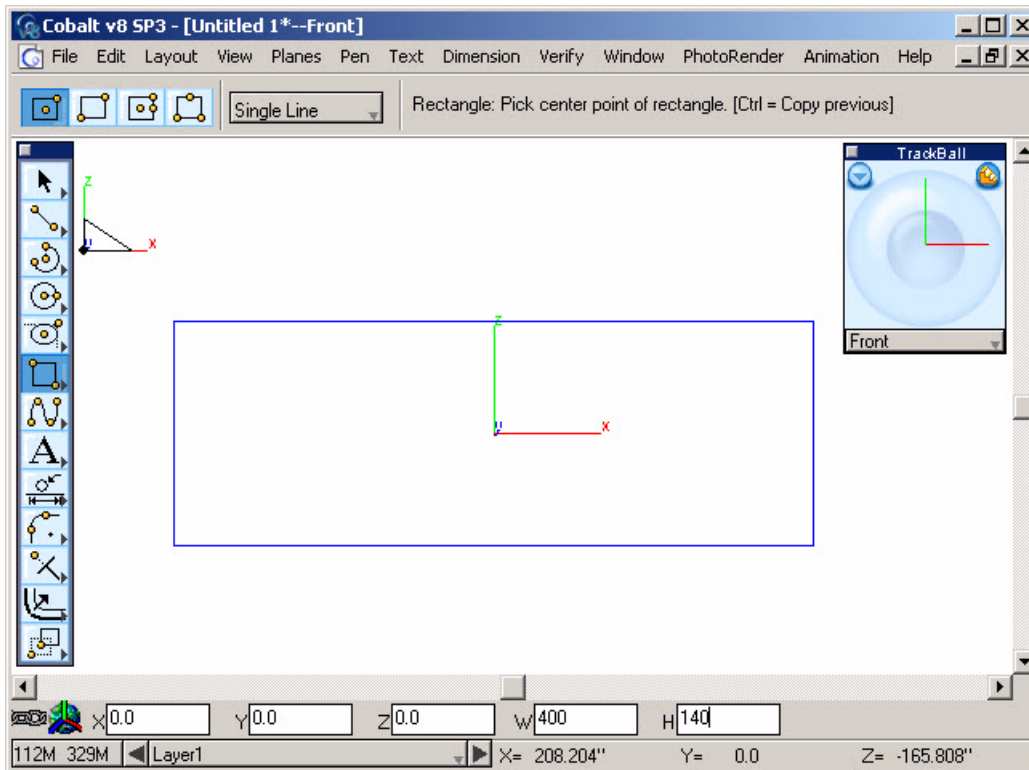 Cobalt v8 SP3 - [Untitled 1*--Front]
File Edit Layout View Planes Pen Text Dimension Verify Window PhotoRender Animation Help
Single Line
Rectangle: Pick center point of rectangle. [Ctrl = Copy previous]
TrackBall
z
x
y
Front
z
y
x
A
X 0.0 Y 0.0 Z 0.0 W 400 H 140
112M 329M Layer1 X= 208.204" Y= 0.0 Z= -165.808"